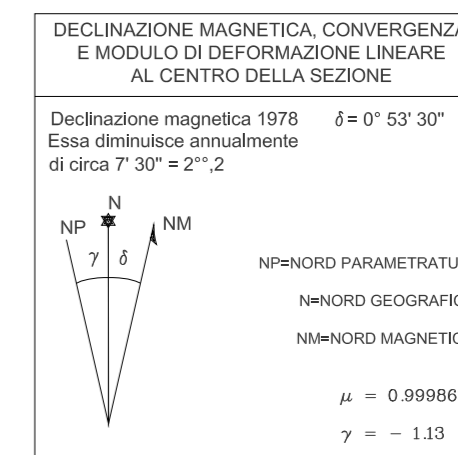 DECLINAZIONE MAGNETICA, CONVERGENZA
E MODULO DI DEFORMAZIONE LINEARE
AL CENTRO DELLA SEZIONE
Declinazione magnetica 1978 δ = 0° 53' 30"
Essa diminuisce annualmente
di circa 7' 30" = 2°°,2
N
NP NM
γ δ
NP=NORD PARAMETRATU
N=NORD GEOGRAFIC
NM=NORD MAGNETIC
μ = 0.99986
γ = - 1.13